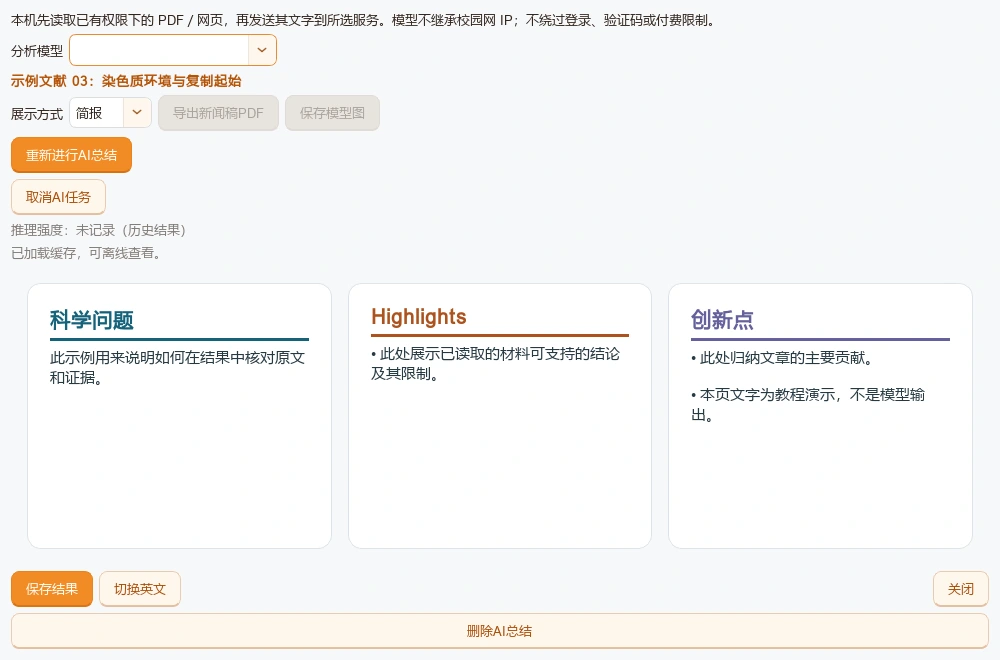 本机先读取已有权限下的 PDF / 网页，再发送其文字到所选服务。模型不继承校园网 IP；不绕过登录、验证码或付费限制。
分析模型
示例文献 03：染色质环境与复制起始
展示方式 简报 导出新闻稿PDF 保存模型图
重新进行AI总结
取消AI任务
推理强度：未记录（历史结果）
已加载缓存，可离线查看。
科学问题
此示例用来说明如何在结果中核对原文
和证据。
Highlights
• 此处展示已读取的材料可支持的结论
及其限制。
创新点
• 此处归纳文章的主要贡献。
• 本页文字为教程演示，不是模型输
出。
保存结果 切换英文 关闭
删除AI总结